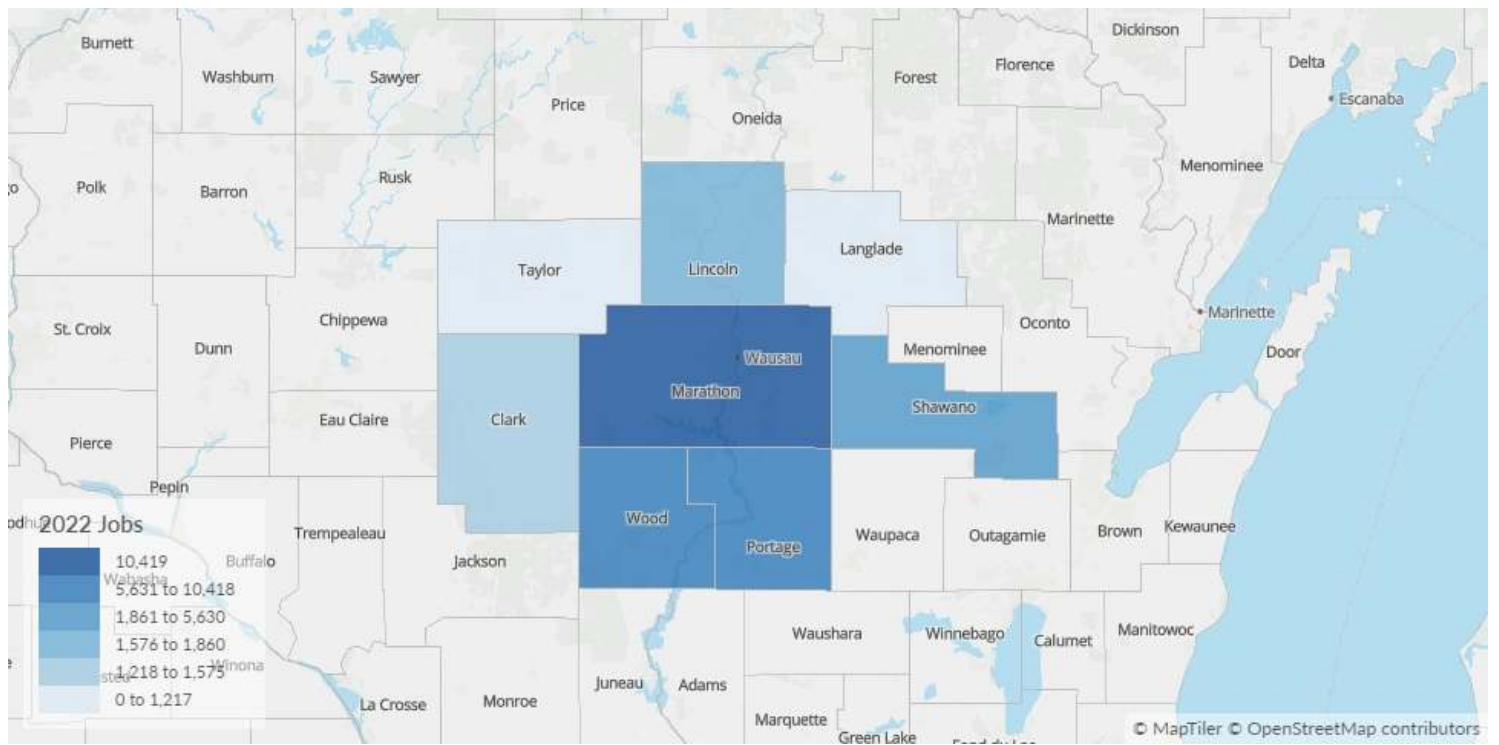 Burnett
Washburn
Sawyer
Price
Oneida
Forest
Florence
Dickinson
Delta
Escanaba
Polk
Barron
Rusk
Menominee
Marinette
Taylor
Lincoln
Langlade
St. Croix
Dunn
Chippewa
Wausau
Marathon
Menominee
Oconto
Marinette
Door
Pierce
Eau Claire
Clark
Shawano
Pepin
Buffalo
Trempealeau
Jackson
Wood
Portage
Waupaca
Outagamie
Brown
Kewaunee
2022 Jobs
10,419
5,631 to 10,418
1,861 to 5,630
1,576 to 1,860
1,218 to 1,575
0 to 1,217
Wabasha
Winona
La Crosse
Monroe
Juneau
Adams
Waushara
Winnebago
Calumet
Manitowoc
Marquette
Green Lake
© MapTiler © OpenStreetMap contributors